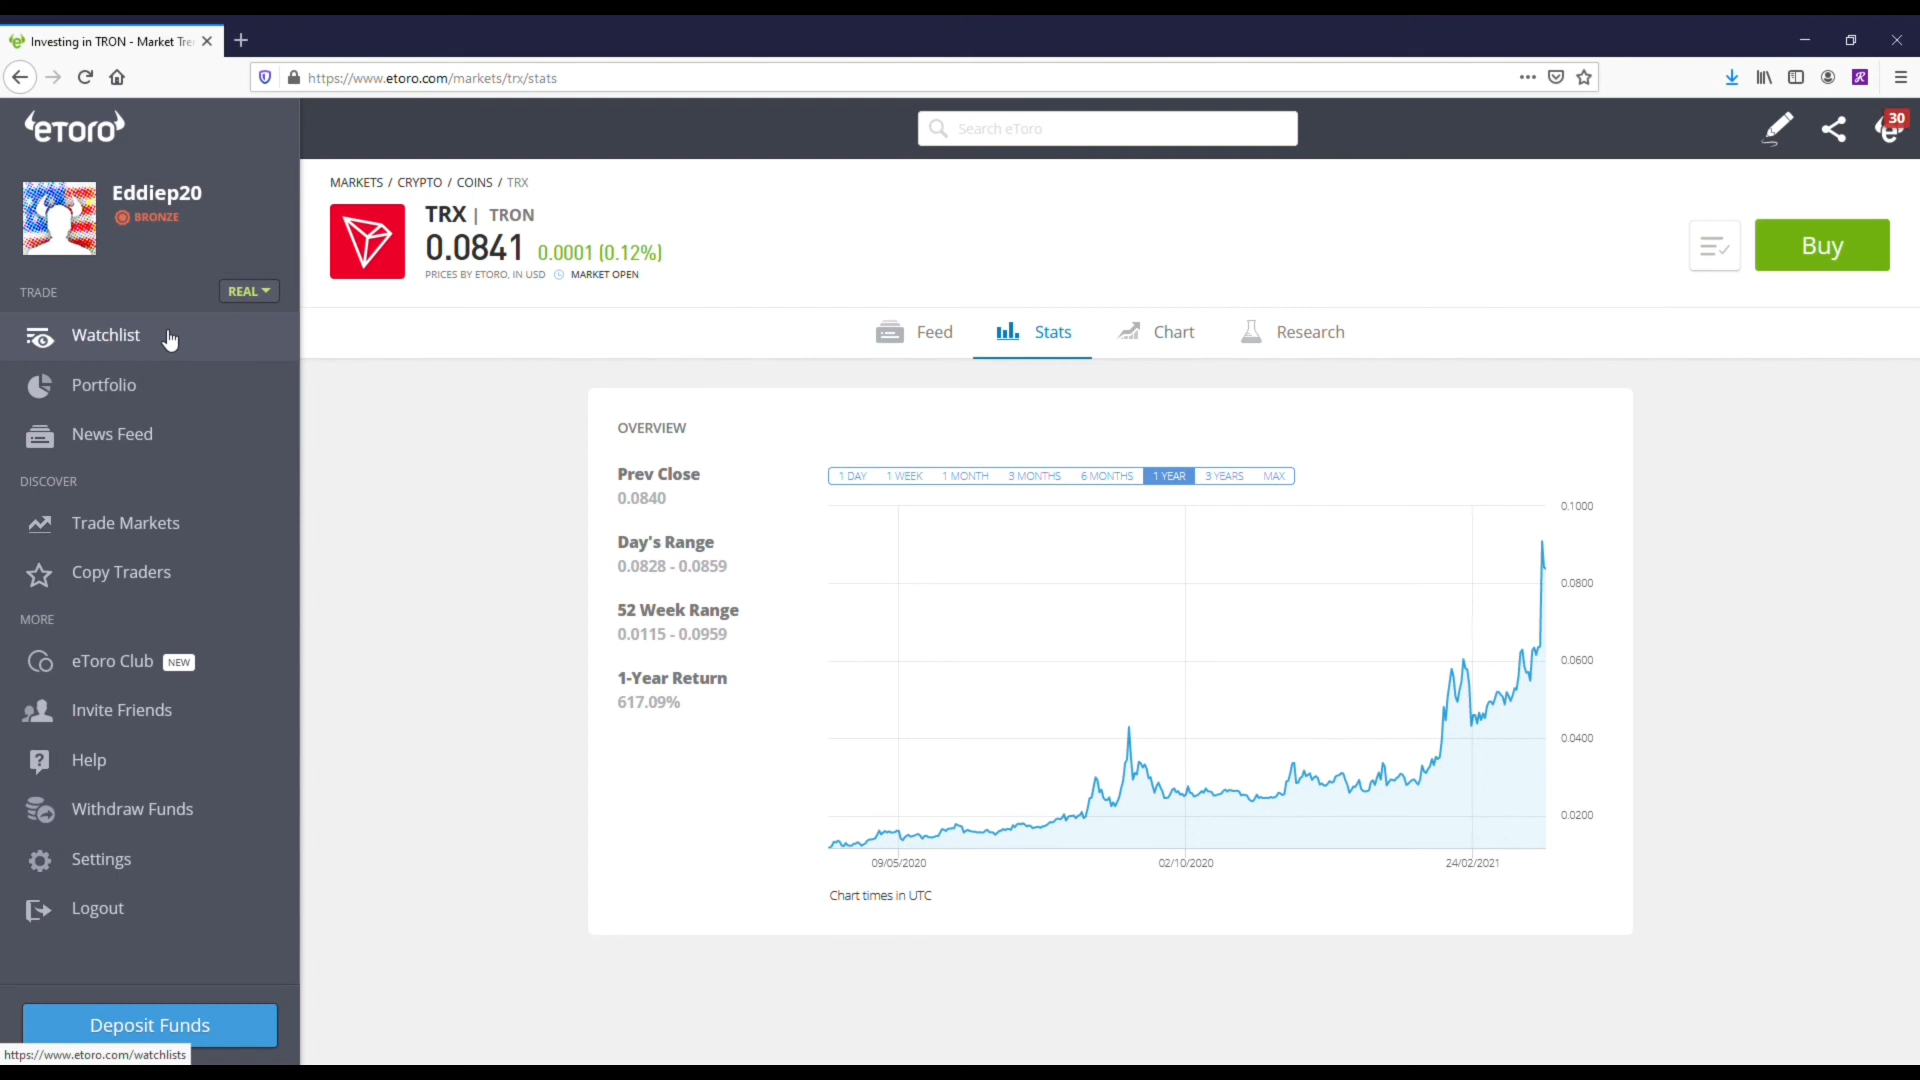 Investing in TRON - Market Tre
https://www.etoro.com/markets/trx/stats
eToro
Search eToro
30
Eddiep20
BRONZE
TRADE
REAL
Watchlist
Portfolio
News Feed
DISCOVER
Trade Markets
Copy Traders
MORE
eToro Club NEW
Invite Friends
Help
Withdraw Funds
Settings
Logout
Deposit Funds
https://www.etoro.com/watchlists
MARKETS / CRYPTO / COINS / TRX
TRX | TRON
0.0841 0.0001 (0.12%)
PRICES BY ETORO, IN USD MARKET OPEN
Buy
Feed Stats Chart Research
OVERVIEW
Prev Close
0.0840
Day's Range
0.0828 - 0.0859
52 Week Range
0.0115 - 0.0959
1-Year Return
617.09%
1 DAY 1 WEEK 1 MONTH 3 MONTHS 6 MONTHS 1 YEAR 3 YEARS MAX
0.1000
0.0800
0.0600
0.0400
0.0200
09/05/2020 02/10/2020 24/02/2021
Chart times in UTC